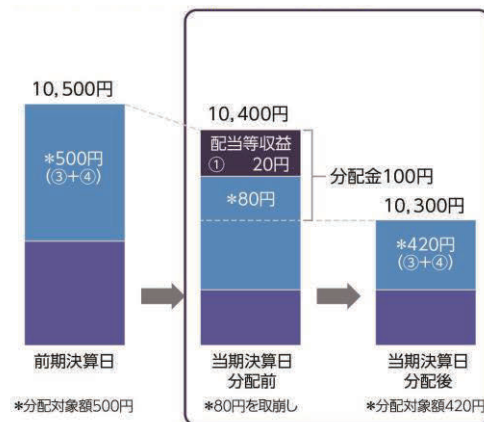 10,500円
*500円
(③+④)
前期決算日
*分配対象額500円
10,400円
配当等収益
① 20円
*80円
分配金100円
当期決算日
分配前
*80円を取崩し
10,300円
*420円
(③+④)
当期決算日
分配後
*分配対象額420円